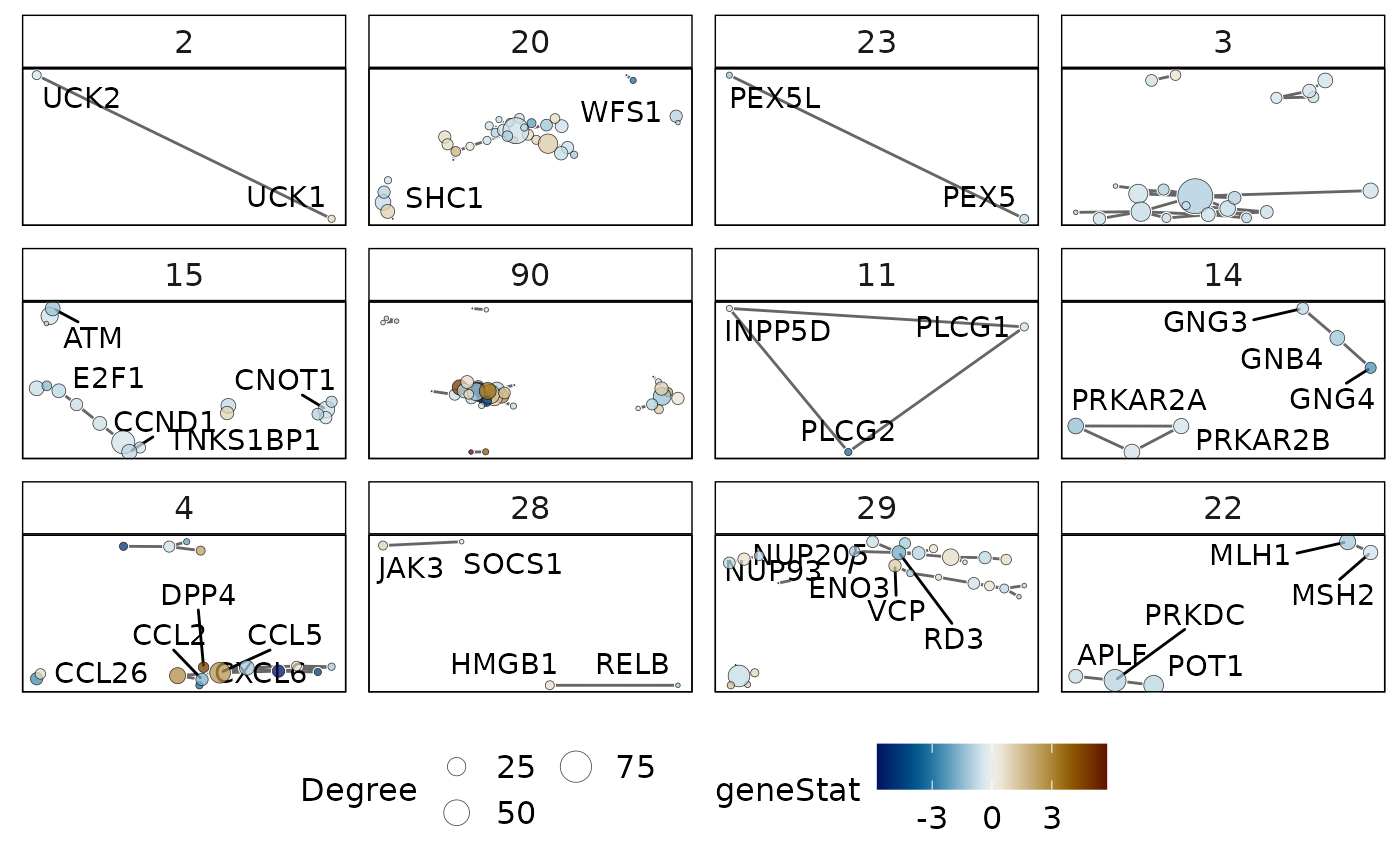 2
20
23
3
UCK2
UCK1
WFS1
SHC1
PEX5L
PEX5
15
90
11
14
ATM
E2F1
CNOT1
CCND1
TNKS1BP1
INPP5D
PLCG1
PLCG2
GNG3
GNB4
GNG4
PRKAR2A
PRKAR2B
4
28
29
22
DPP4
CCL2
CCL5
CCL26
CXCL6
JAK3
SOCS1
HMGB1
RELB
NUP205
NUP93
ENO3
VCP
RD3
MLH1
MSH2
PRKDC
APLF
POT1
Degree
25
75
50
geneStat
-3 0 3